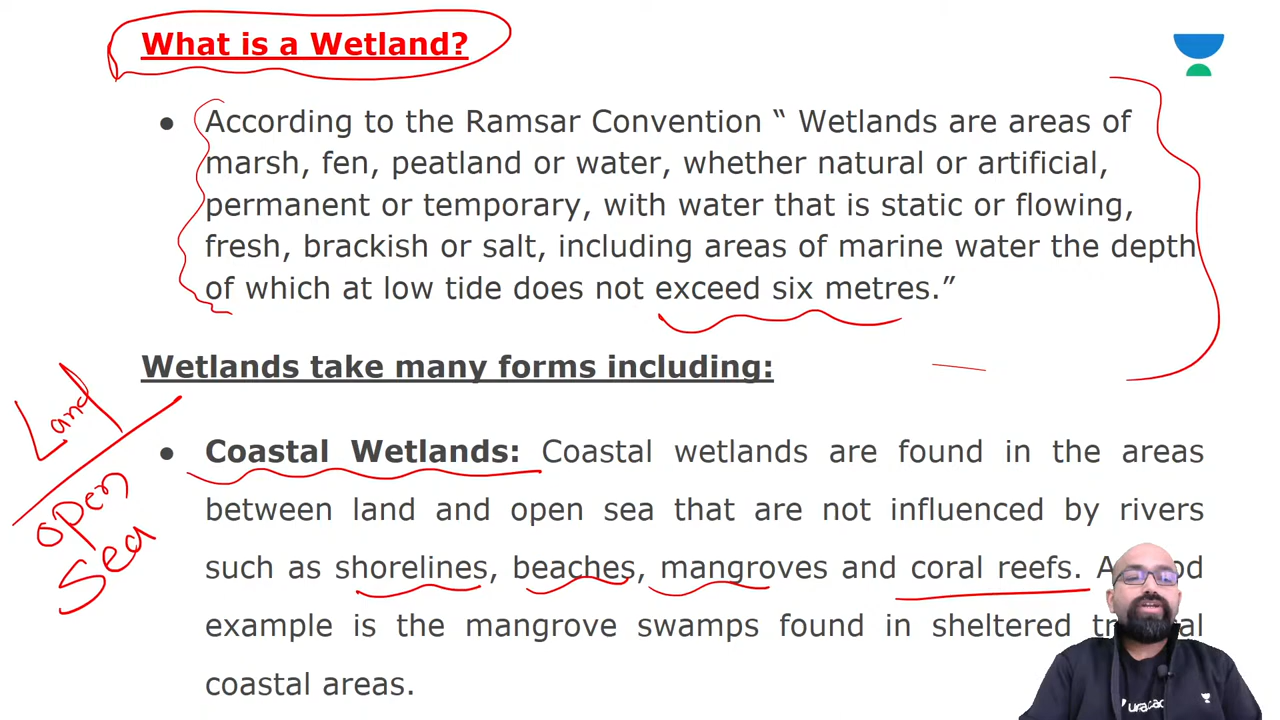 What is a Wetland?
● According to the Ramsar Convention “ Wetlands are areas of
marsh, fen, peatland or water, whether natural or artificial,
permanent or temporary, with water that is static or flowing,
fresh, brackish or salt, including areas of marine water the depth
of which at low tide does not exceed six metres.”
Wetlands take many forms including:
Land
open
Sea
● Coastal Wetlands: Coastal wetlands are found in the areas
between land and open sea that are not influenced by rivers
such as shorelines, beaches, mangroves and coral reefs. A
example is the mangrove swamps found in sheltered
coastal areas.